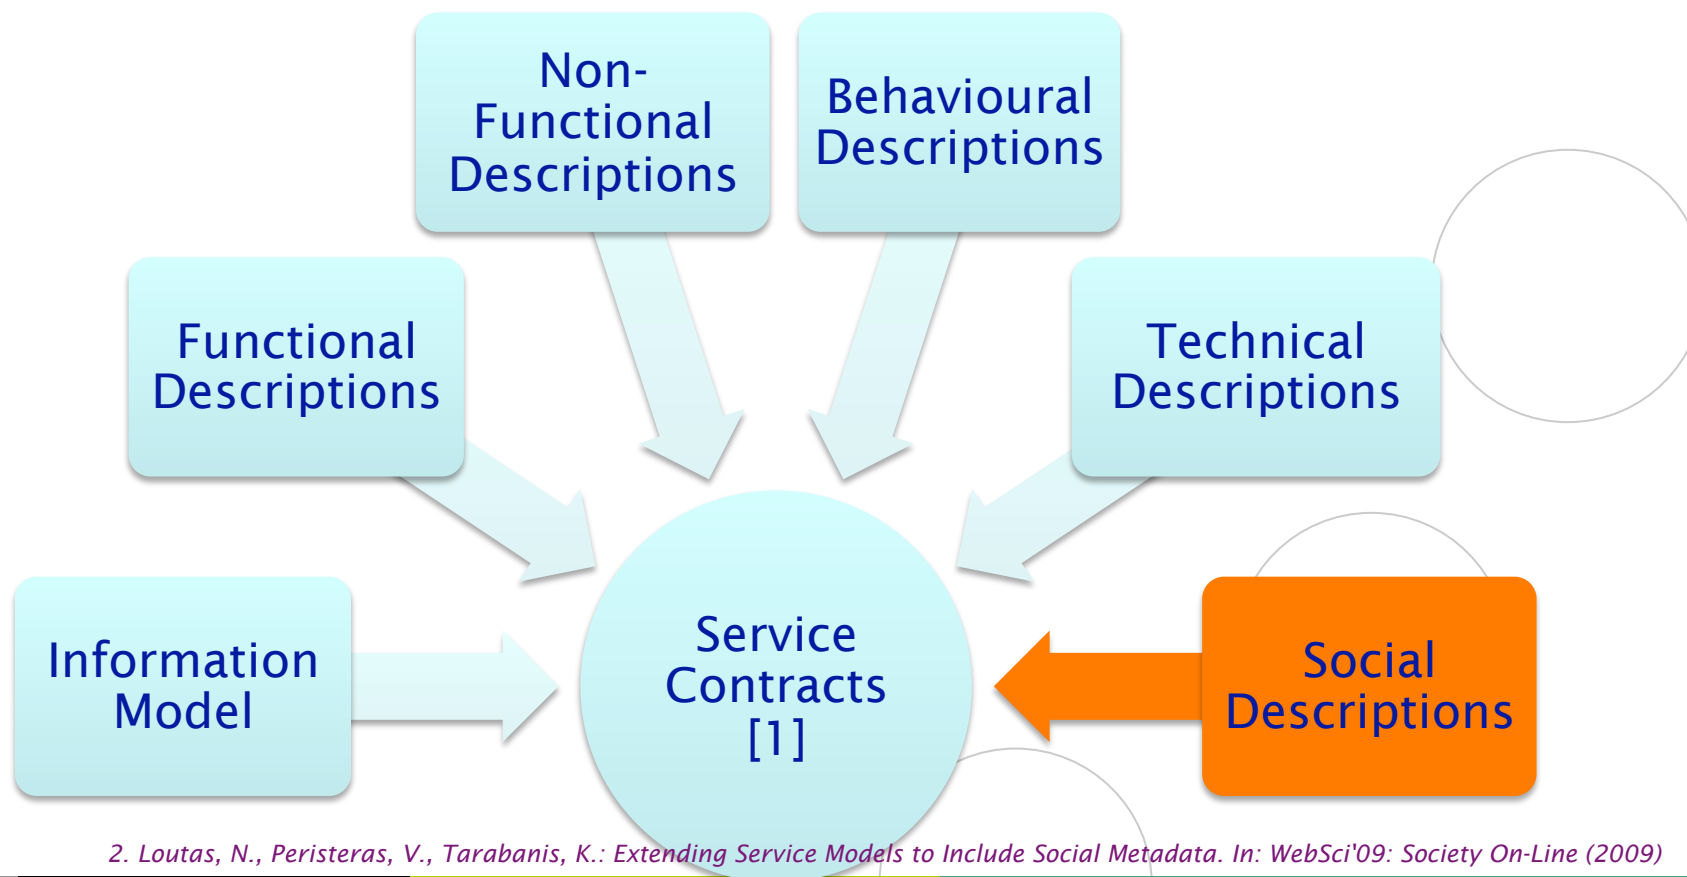 Non-
Functional
Descriptions
Behavioural
Descriptions
Functional
Descriptions
Technical
Descriptions
Information
Model
Service
Contracts
[1]
Social
Descriptions
2. Loutas, N., Peristeras, V., Tarabanis, K.: Extending Service Models to Include Social Metadata. In: WebSci'09: Society On-Line (2009)